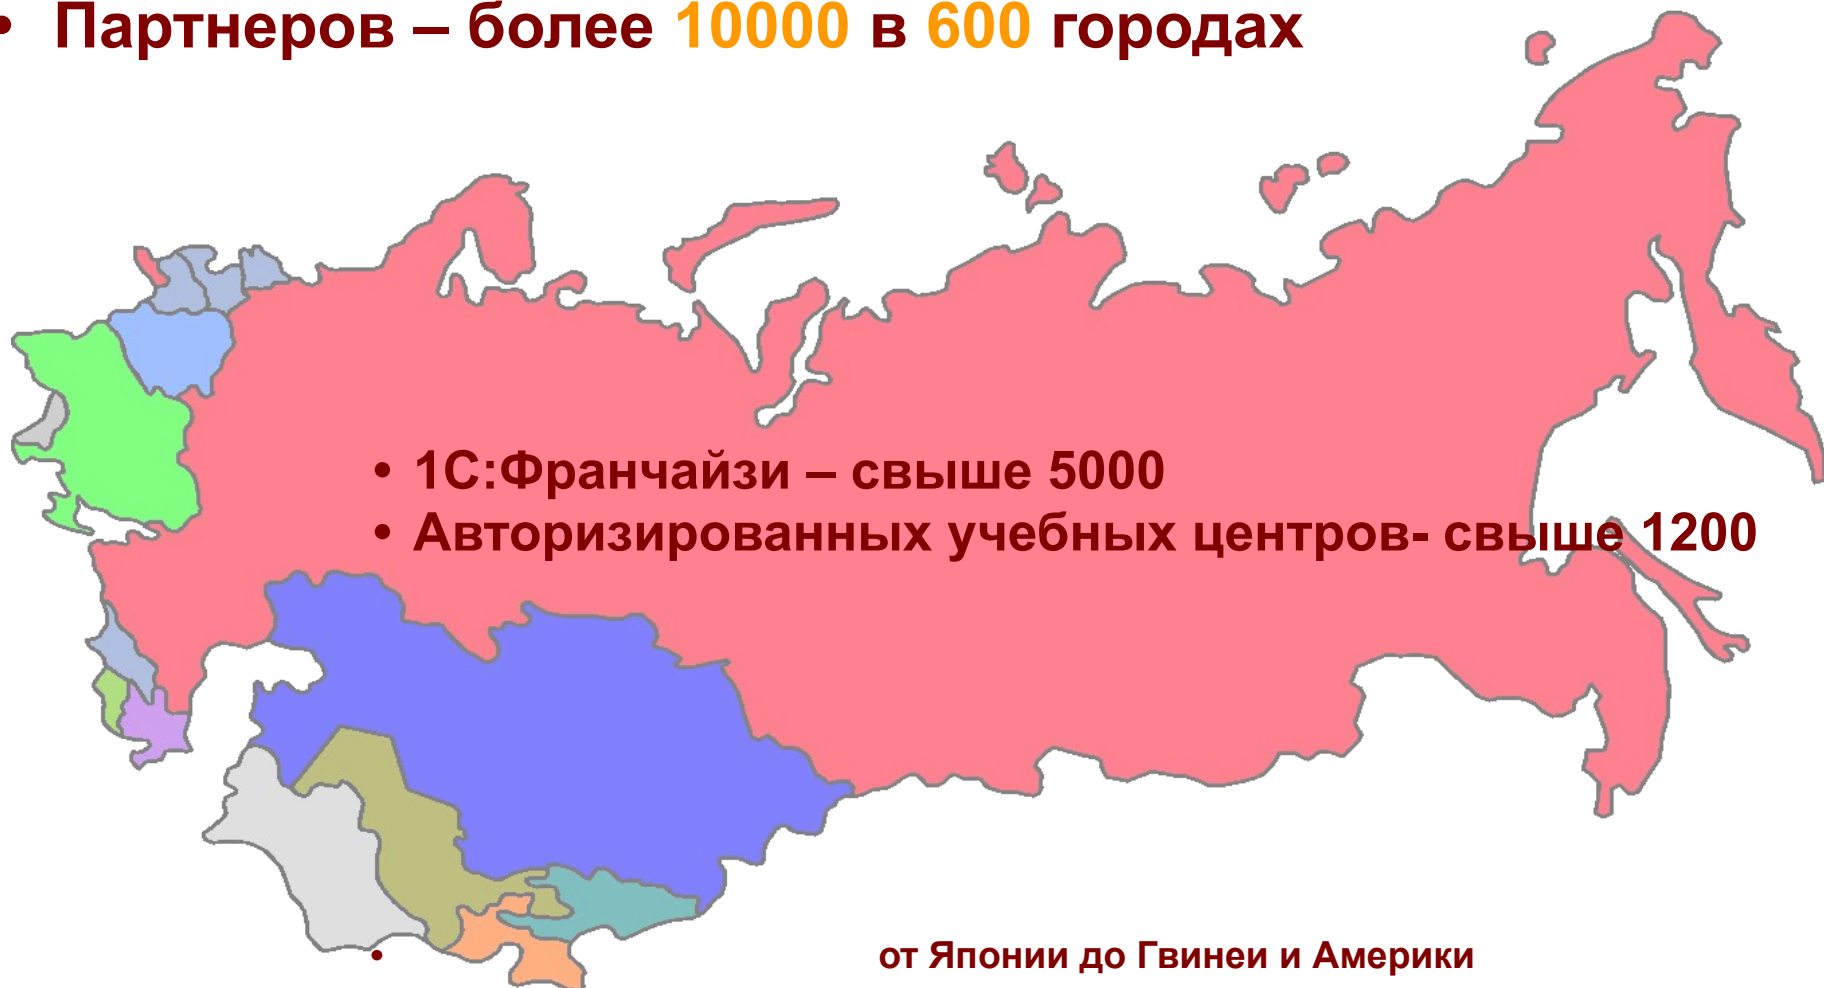 • Партнеров – более 10000 в 600 городах
• 1С:Франчайзи – свыше 5000
• Авторизированных учебных центров- свыше 1200
• от Японии до Гвинеи и Америки